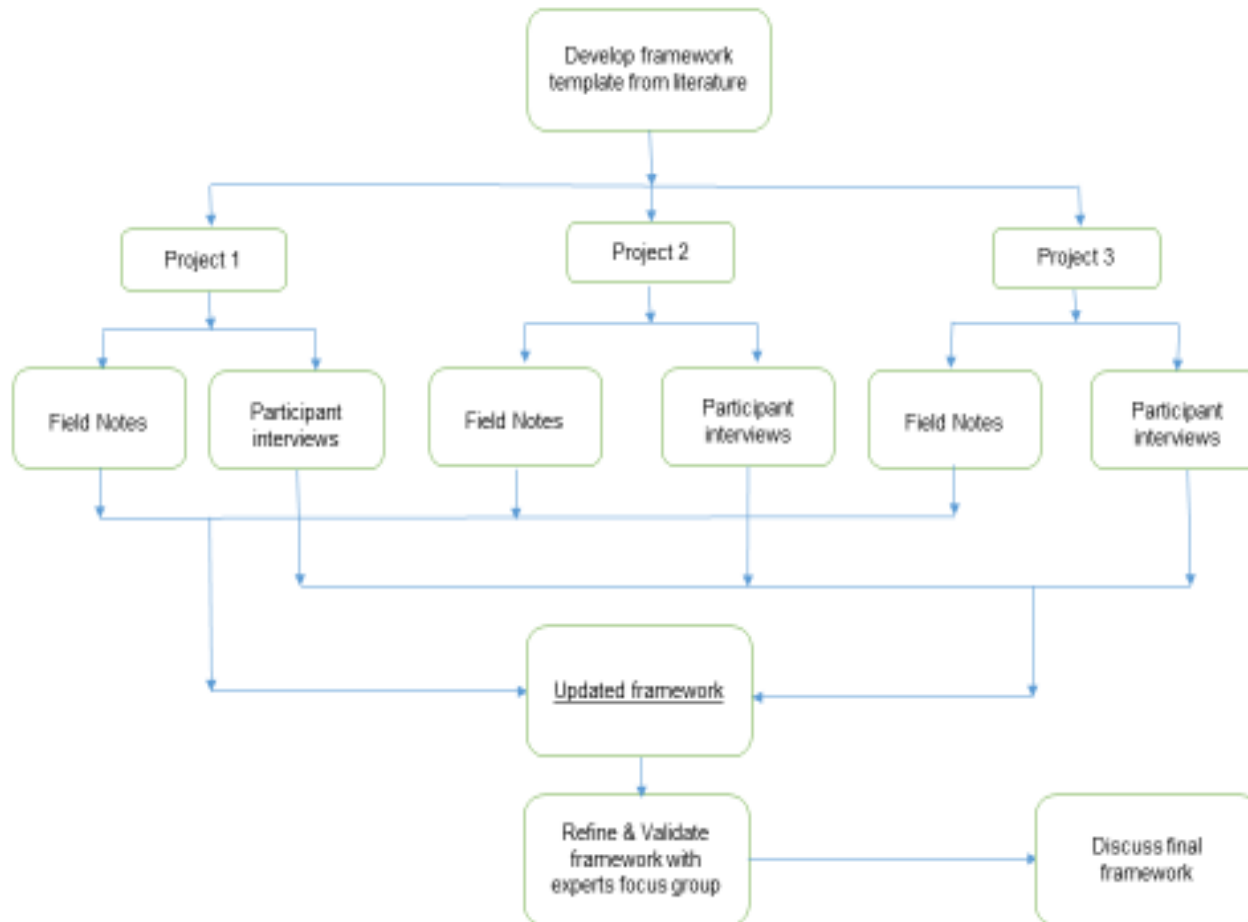 Develop framework
template from literature
Project 1
Project 2
Project 3
Field Notes
Participant
interviews
Field Notes
Participant
interviews
Field Notes
Participant
interviews
Updated framework
Refine & Validate
framework with
experts focus group
Discuss final
framework